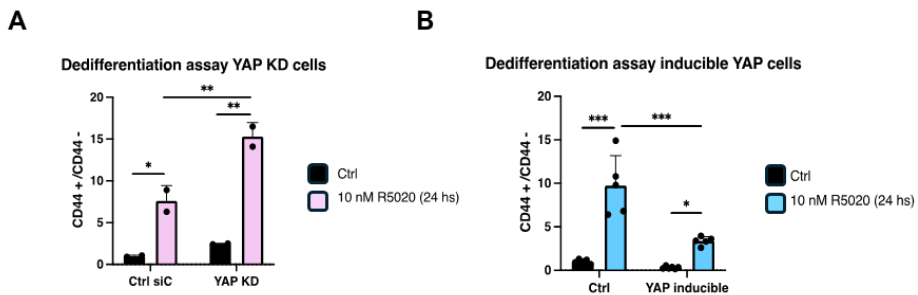 A
Dedifferentiation assay YAP KD cells
CD44 +/CD44 -
20
15
10
5
0
*
**
**
Ctrl siC
YAP KD
Ctrl
10 nM R5020 (24 hs)
B
Dedifferentiation assay inducible YAP cells
CD44 +/CD44 -
20
15
10
5
0
***
***
*
Ctrl
YAP inducible
Ctrl
10 nM R5020 (24 hs)